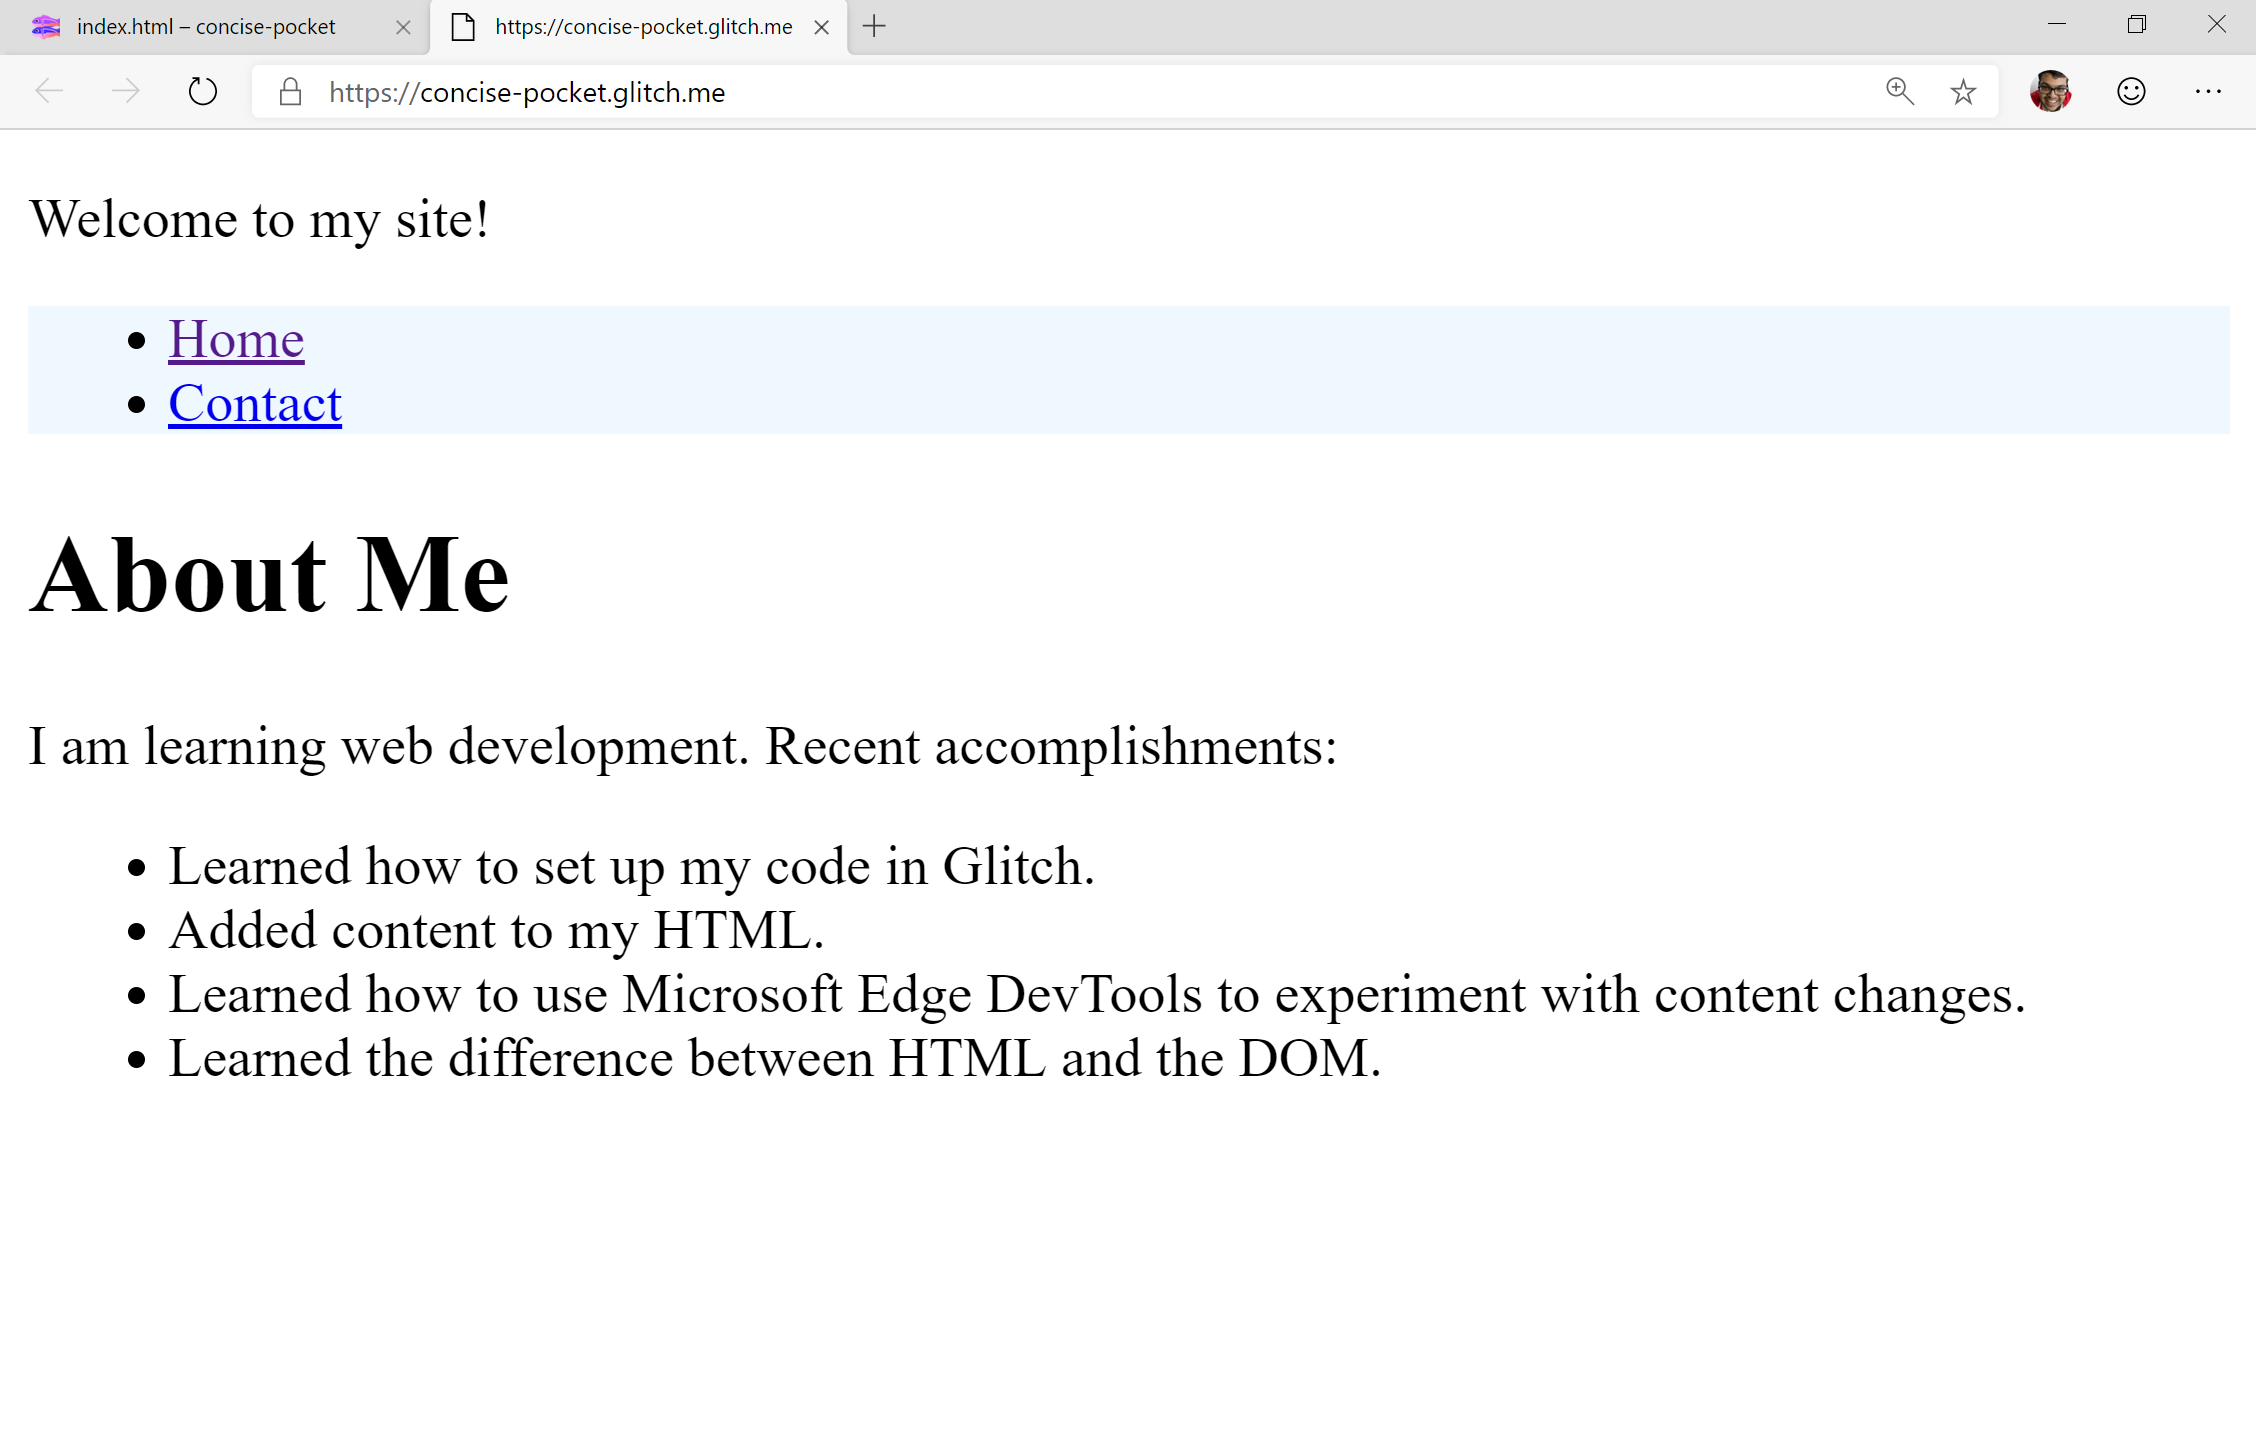 index.html – concise-pocket
https://concise-pocket.glitch.me
https://concise-pocket.glitch.me
Welcome to my site!
Home
Contact
About Me
I am learning web development. Recent accomplishments:
Learned how to set up my code in Glitch.
Added content to my HTML.
Learned how to use Microsoft Edge DevTools to experiment with content changes.
Learned the difference between HTML and the DOM.